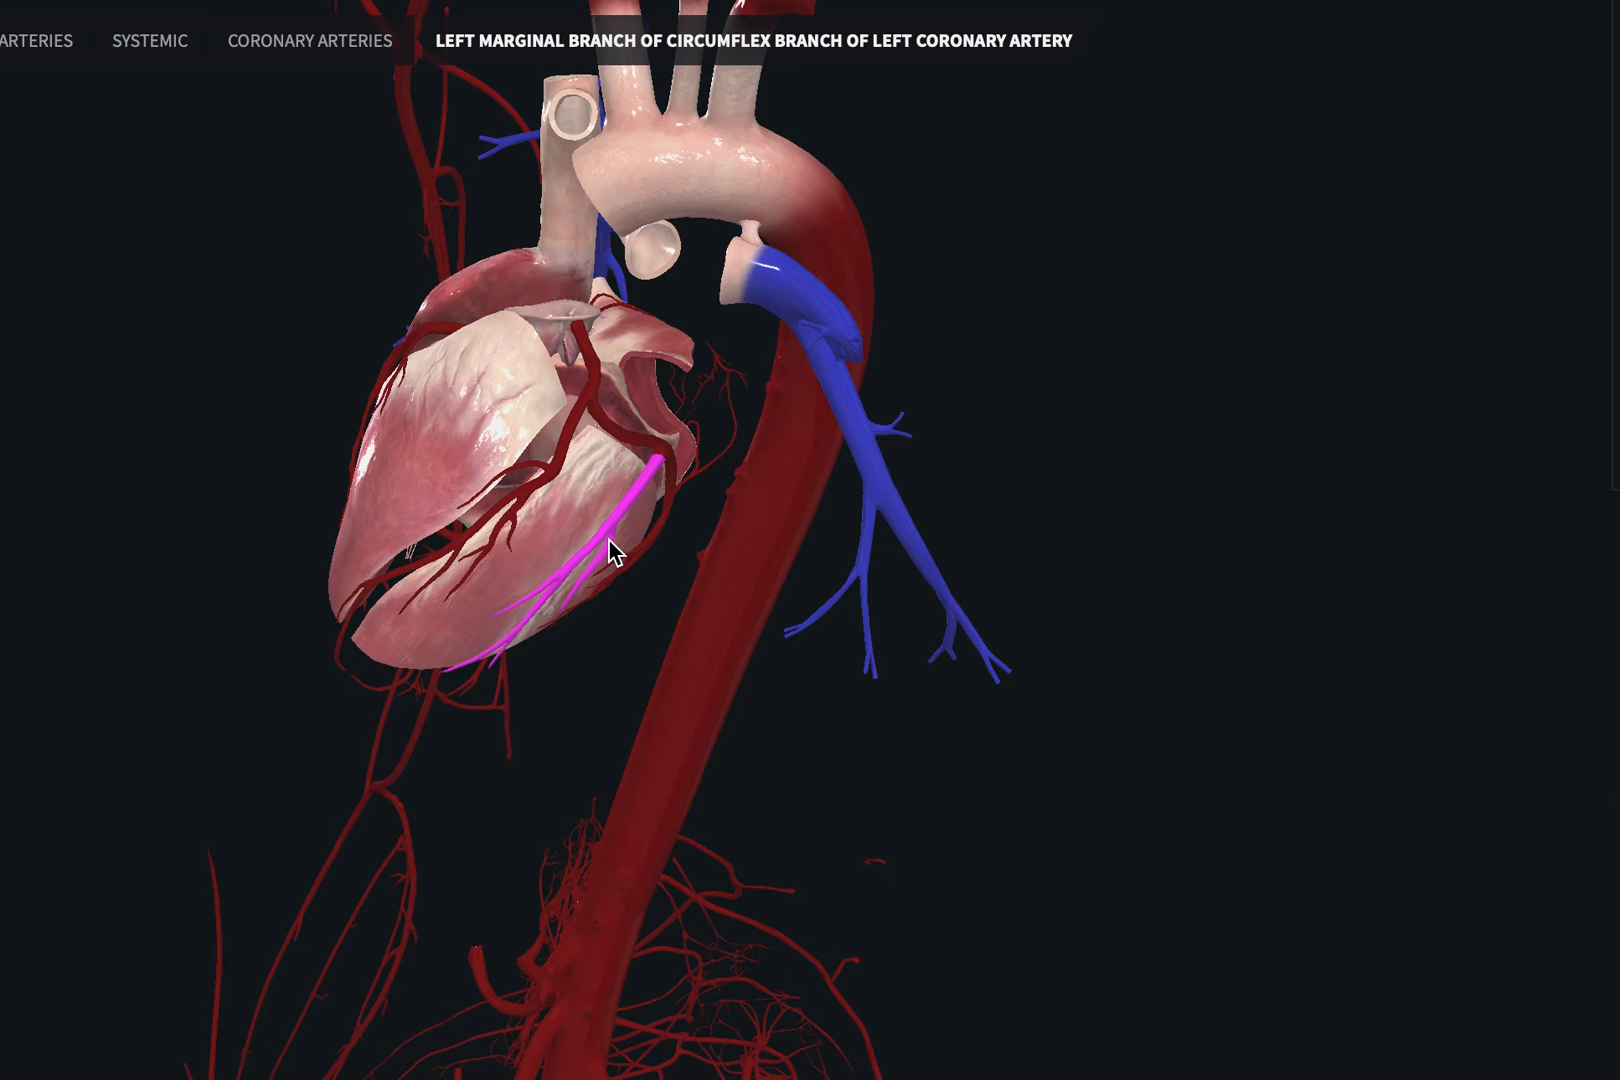 ARTERIES SYSTEMIC CORONARY ARTERIES LEFT MARGINAL BRANCH OF CIRCUMFLEX BRANCH OF LEFT CORONARY ARTERY